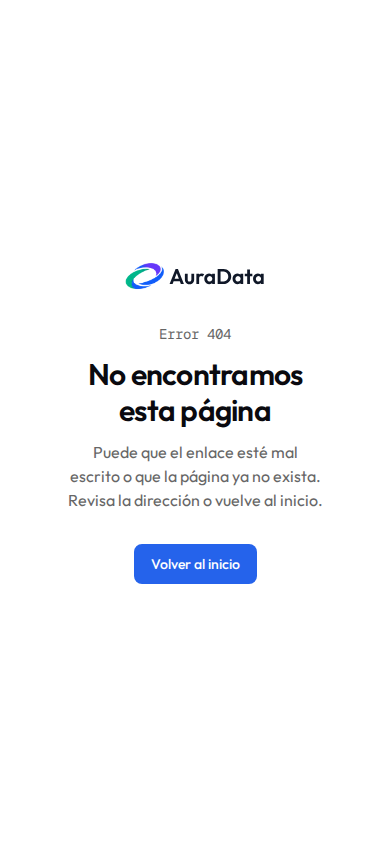 AuraData
Error 404
No encontramos
esta página
Puede que el enlace esté mal
escrito o que la página ya no exista.
Revisa la dirección o vuelve al inicio.
Volver al inicio